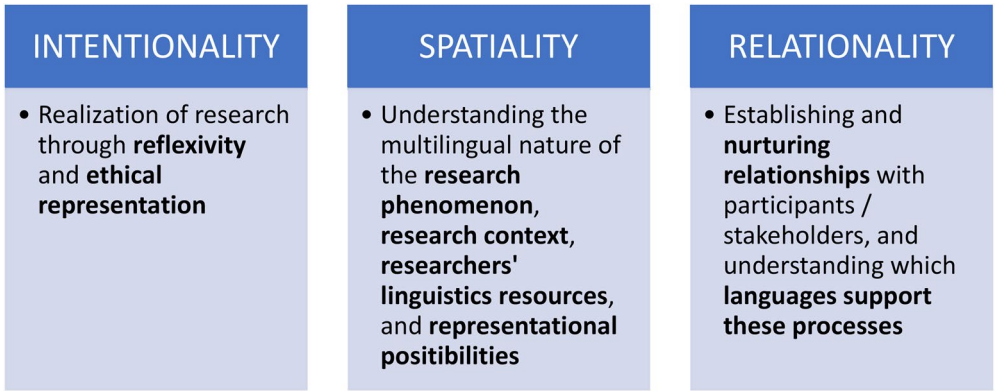 INTENTIONALITY
• Realization of research
through reflexivity
and ethical
representation
SPATIALITY
• Understanding the
multilingual nature of
the research
phenomenon,
research context,
researchers'
linguistics resources,
and representational
positibilities
RELATIONALITY
• Establishing and
nurturing
relationships with
participants /
stakeholders, and
understanding which
languages support
these processes